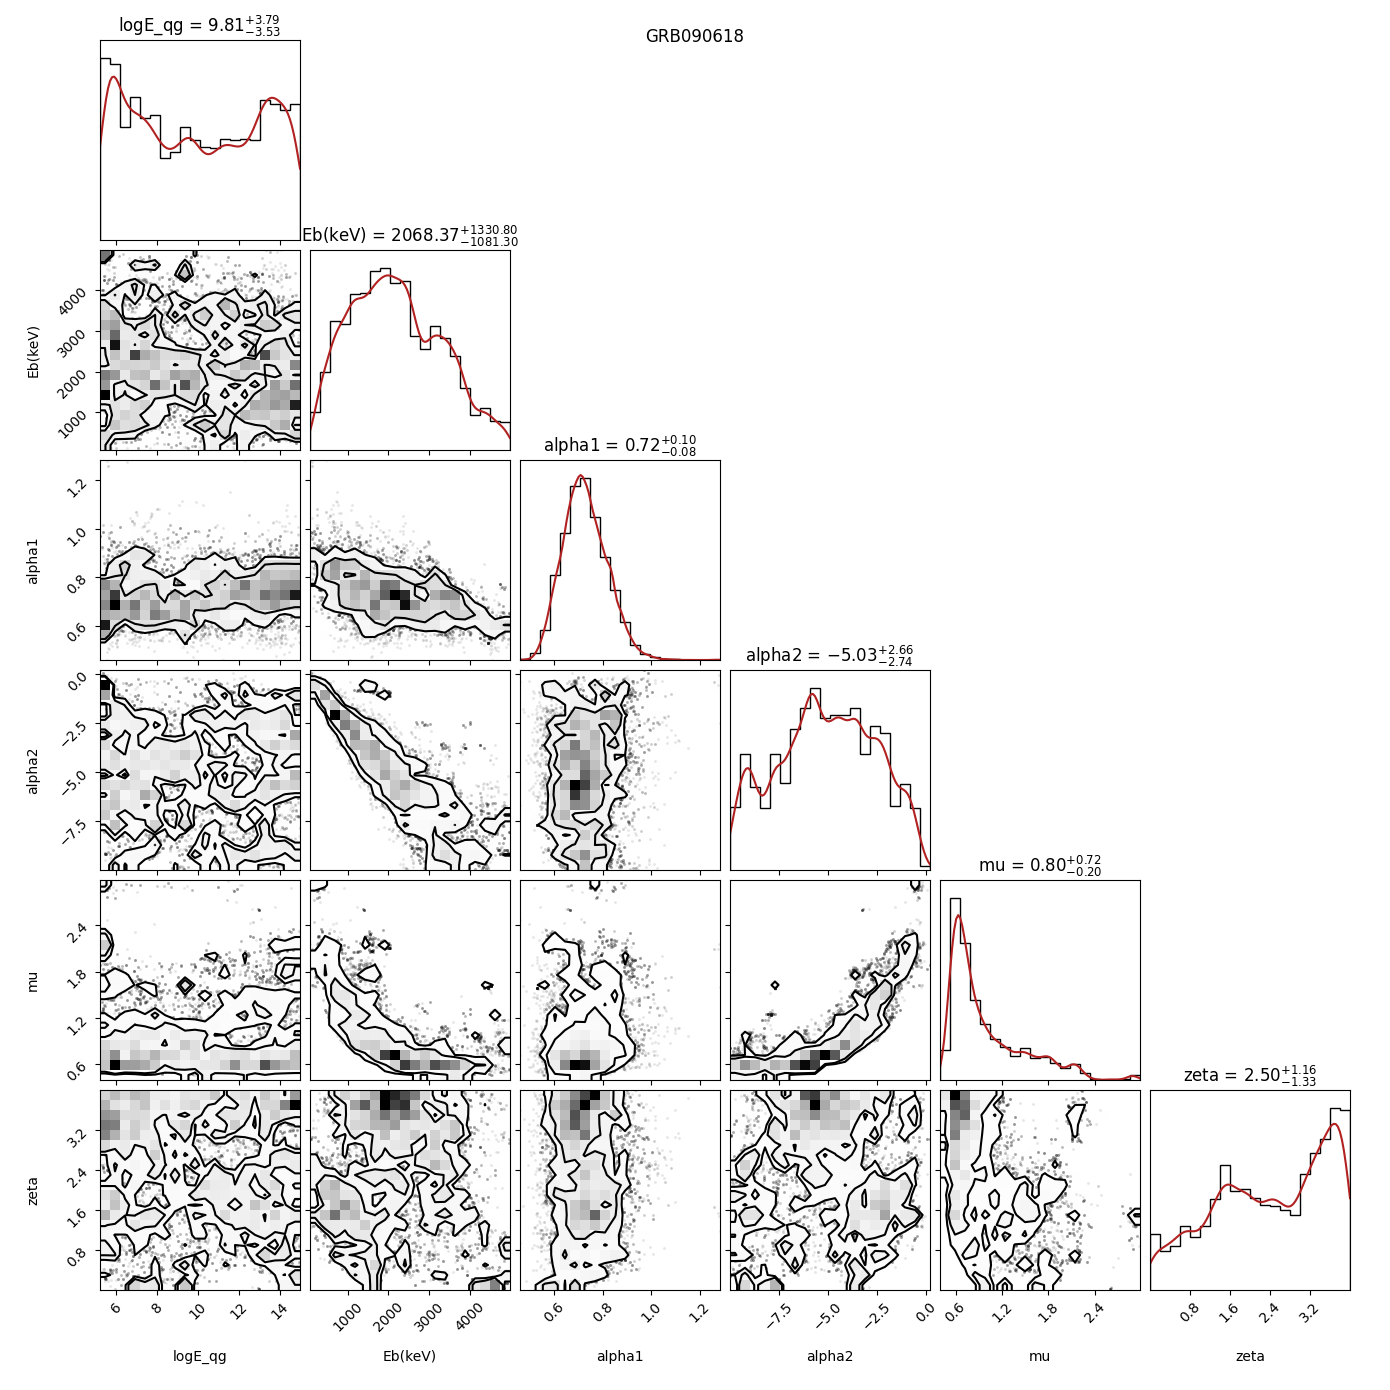 GRB090618
logE_qg = 9.81+3.79 −3.53
Eb(keV) = 2068.37+1330.80 −1081.30
4000
3000
2000
1000
Eb(keV)
alpha1 = 0.72+0.10 −0.08
1.2
1.0
0.8
0.6
alpha1
alpha2 = −5.03+2.66 −2.74
0.0
−2.5
−5.0
−7.5
alpha2
mu = 0.80+0.72 −0.20
2.4
1.8
1.2
0.6
mu
zeta = 2.50+1.16 −1.33
3.2
2.4
1.6
0.8
zeta
6 8 10 12 14
1000 2000 3000 4000
0.6 0.8 1.0 1.2
−7.5 −5.0 −2.5 0.0
0.6 1.2 1.8 2.4
0.8 1.6 2.4 3.2
logE_qg Eb(keV) alpha1 alpha2 mu zeta